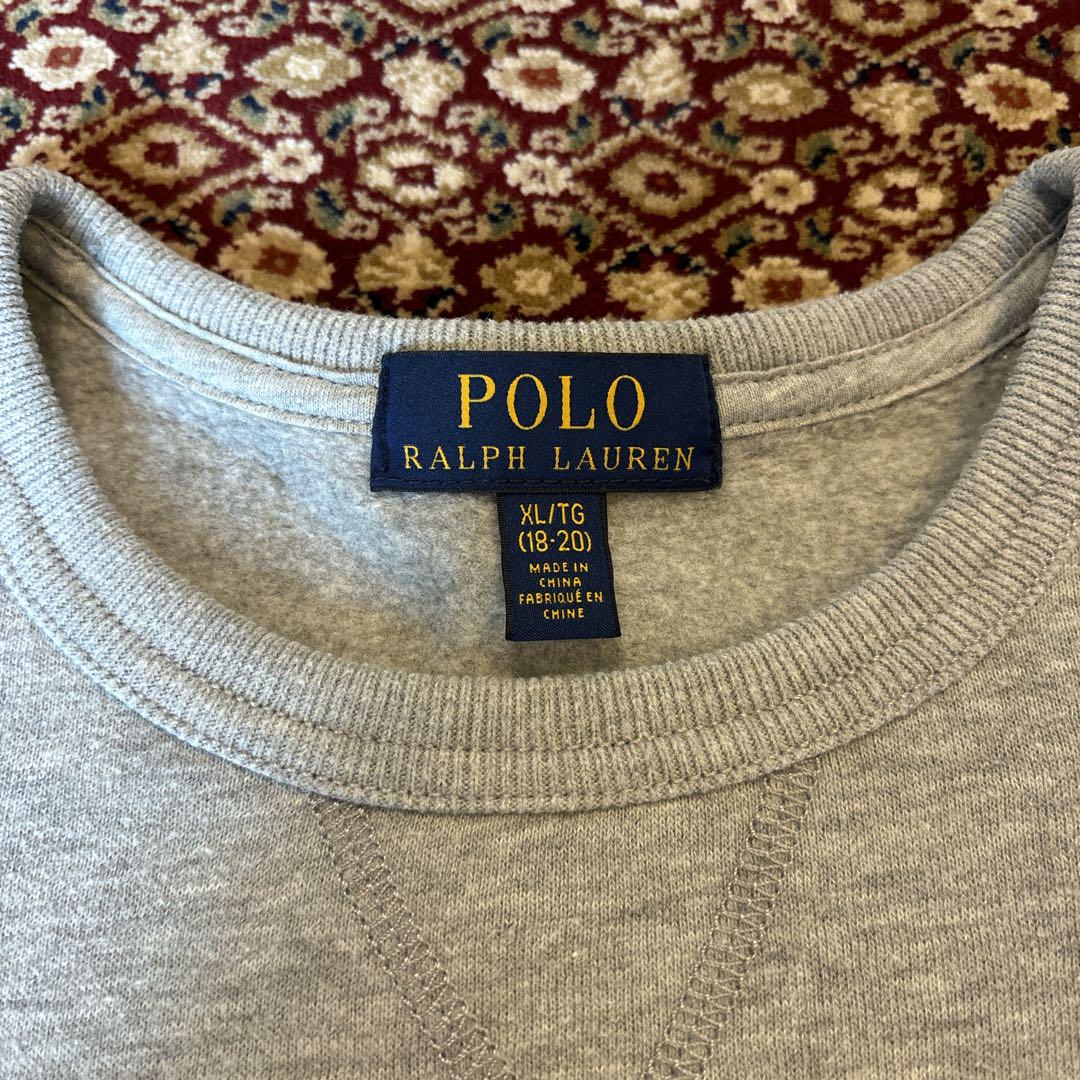 POLO
RALPH LAUREN
XL/TG
(18-20)
MADE IN
CHINA
FABRIQUÉ EN
CHINE